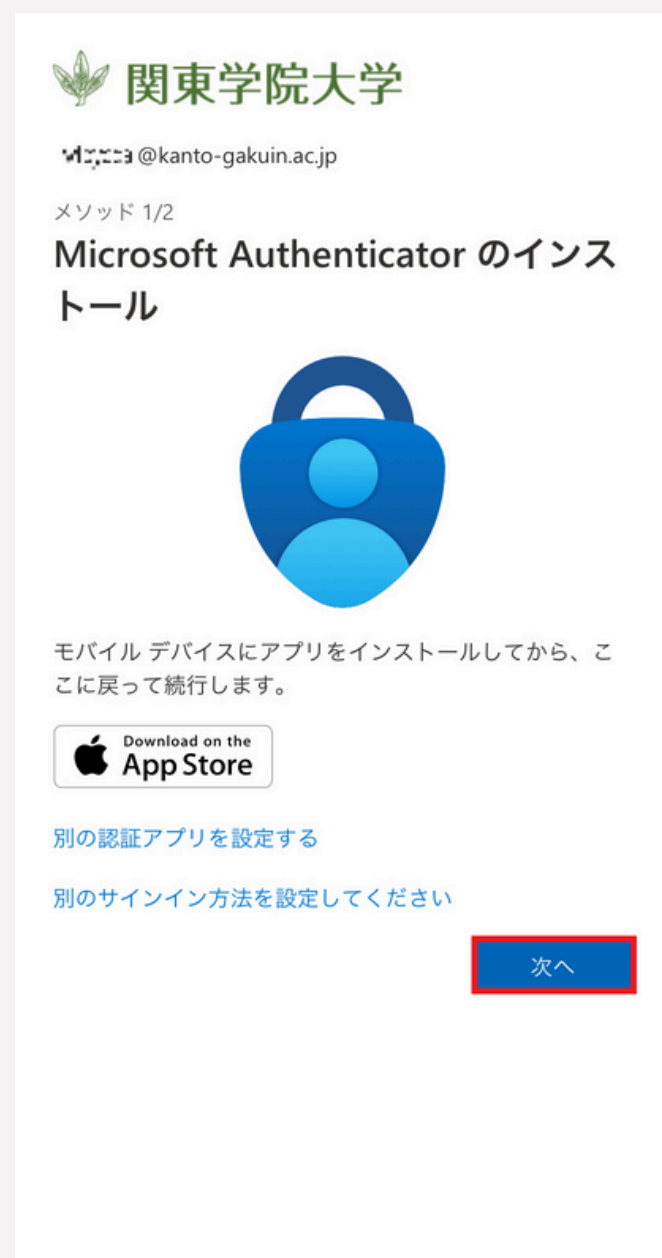 関東学院大学
@kanto-gakuin.ac.jp
メソッド 1/2
Microsoft Authenticator のインス
トール
モバイル デバイスにアプリをインストールしてから、こ
こに戻って続行します。
Download on the
App Store
別の認証アプリを設定する
別のサインイン方法を設定してください
次へ